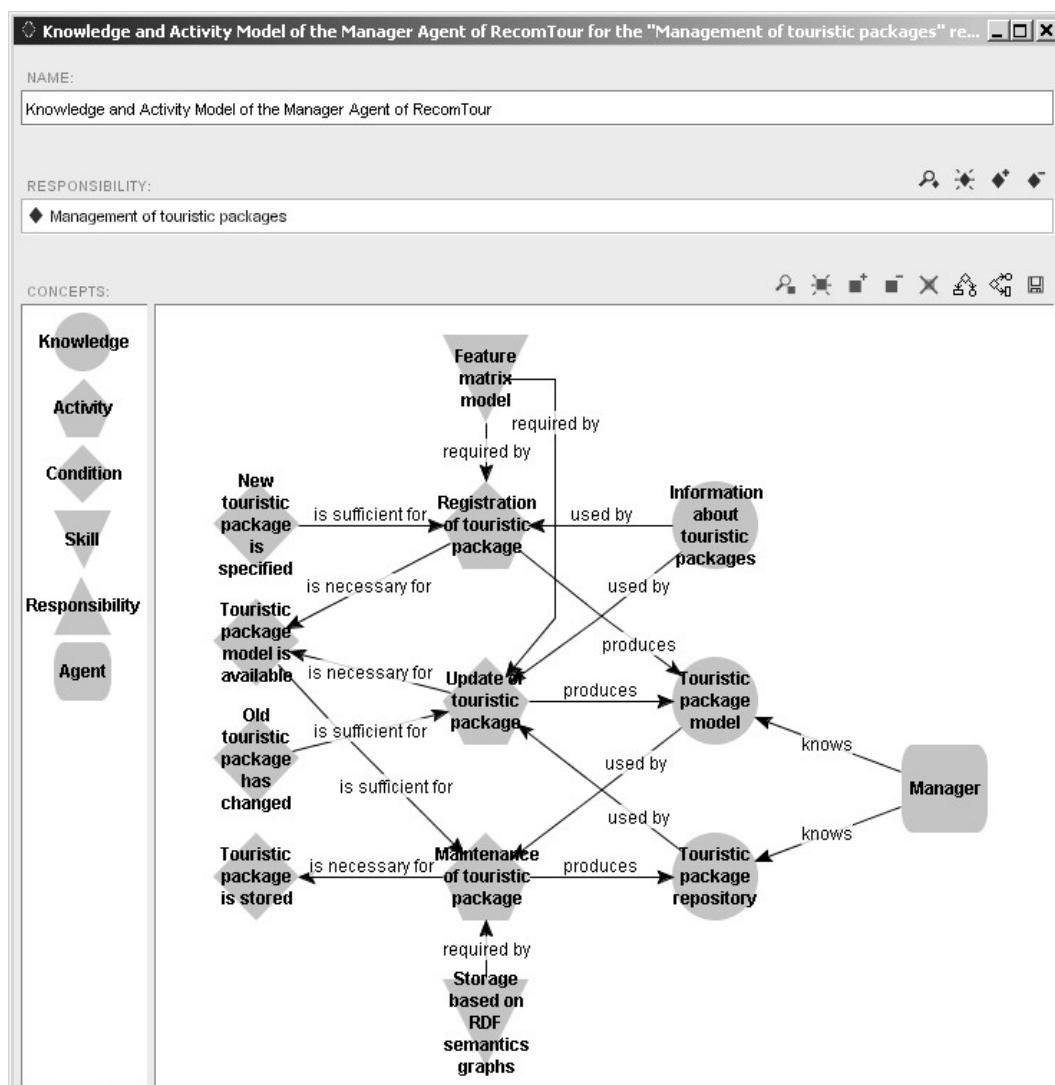 Knowledge and Activity Model of the Manager Agent of RecomTour for the "Management of touristic packages" re...
NAME:
Knowledge and Activity Model of the Manager Agent of RecomTour
RESPONSIBILITY:
Management of touristic packages
CONCEPTS:
Knowledge
Activity
Condition
Skill
Responsibility
Agent
Feature
matrix
model
required by
required by
New
touristic
package
is
specified
is sufficient for
Registration
of touristic
package
used by
Information
about
touristic
packages
is necessary for
used by
Touristic
package
model is
available
produces
is necessary for
Update of
touristic
package
produces
Touristic
package
model
Old
touristic
package
has
changed
is sufficient for
knows
Manager
is sufficient for
used by
used by
knows
Touristic
package
is stored
is necessary for
Maintenance
of touristic
package
produces
Touristic
package
repository
required by
Storage
based on
RDF
semantics
graphs